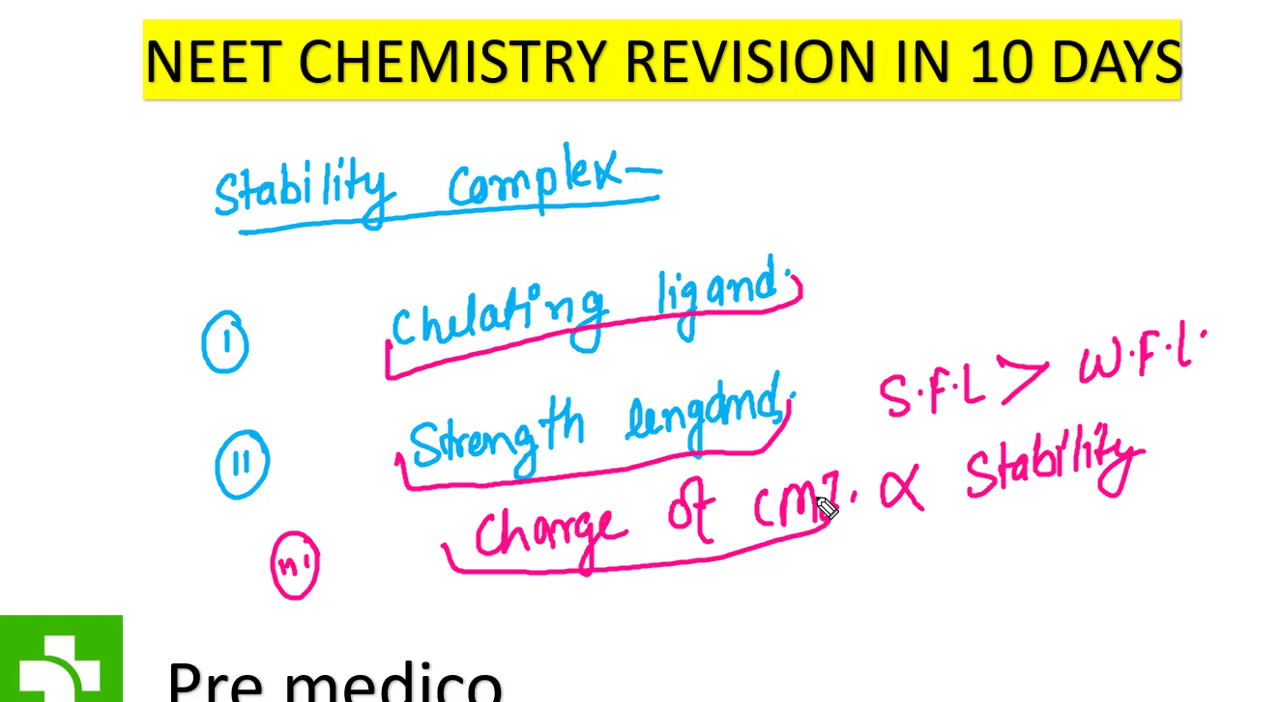 NEET CHEMISTRY REVISION IN 10 DAYS
Stability Complex—
I Chelating ligand.
II Strength lengdnd, S.F.L > W.F.L.
III Charge of CMI. ∝ Stability
Pre medico